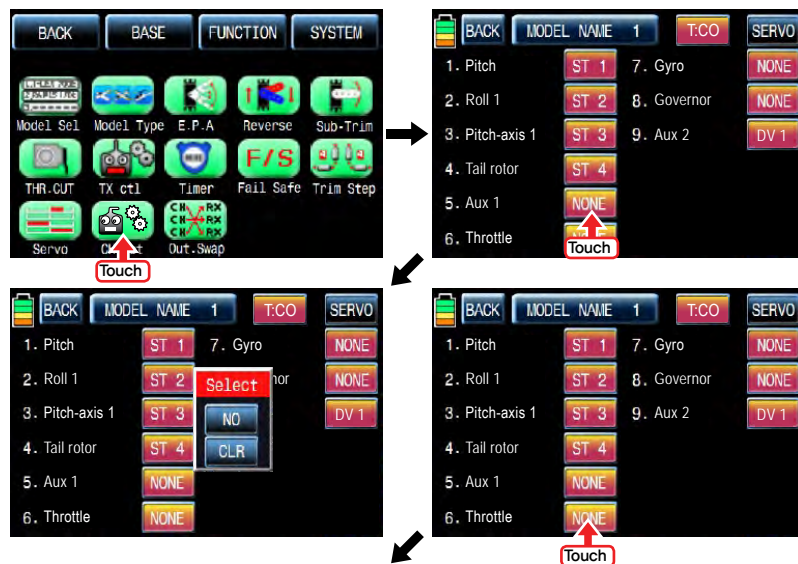 BACK BASE FUNCTION SYSTEM
Model Sel Model Type E.P.A Reverse Sub-Trim
F/S
THR.CUT TX ctl Timer Fail Safe Trim Step
CH RX
CH RX
CH RX
Servo Out.Swap
Touch
BACK MODEL NAME 1 T:CO SERVO
1. Pitch ST 1 7. Gyro NONE
2. Roll 1 ST 2 8. Governor NONE
3. Pitch-axis 1 ST 3 9. Aux 2 DV 1
4. Tail rotor ST 4
5. Aux 1 NONE
6. Throttle
Touch
BACK MODEL NAME 1 T:CO SERVO
1. Pitch ST 1 7. Gyro NONE
2. Roll 1 ST 2 Select nor NONE
3. Pitch-axis 1 ST 3 NO DV 1
4. Tail rotor ST 4 CLR
5. Aux 1 NONE
6. Throttle NONE
BACK MODEL NAME 1 T:CO SERVO
1. Pitch ST 1 7. Gyro NONE
2. Roll 1 ST 2 8. Governor NONE
3. Pitch-axis 1 ST 3 9. Aux 2 DV 1
4. Tail rotor ST 4
5. Aux 1 NONE
6. Throttle NONE
Touch